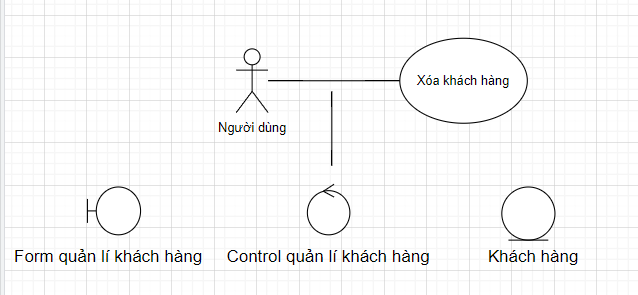 Xóa khách hàng
Người dùng
Form quản lí khách hàng
Control quản lí khách hàng
Khách hàng